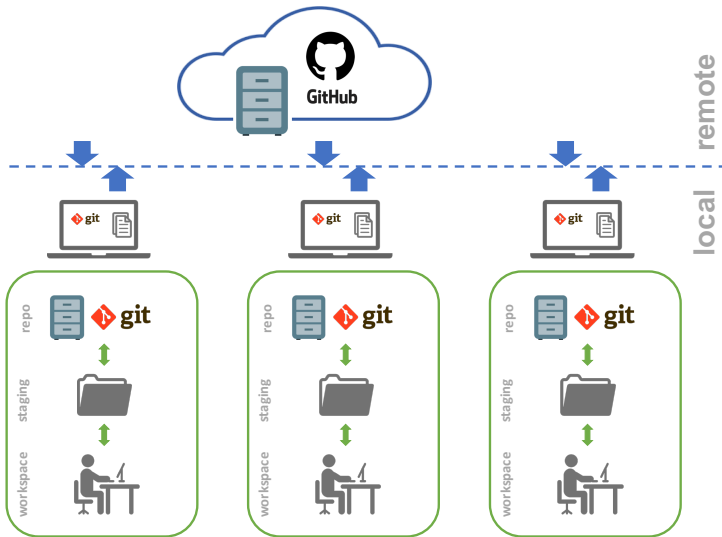 GitHub
remote
local
git
git
git
repo
git
staging
workspace
repo
git
staging
workspace
repo
git
staging
workspace